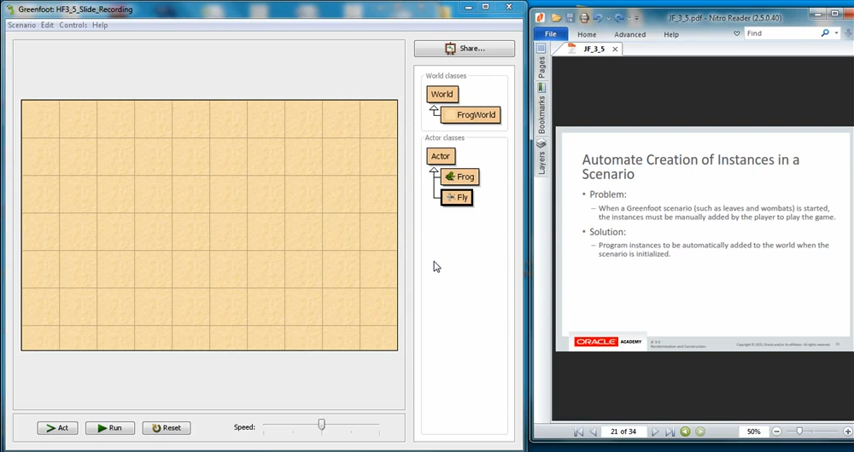 Greenfoot: HF3_5_Slide_Recording
Scenario Edit Controls Help
Share...
World classes
World
FrogWorld
Actor classes
Actor
Frog
Fly
Act
Run
Reset
Speed:
JF_3_5.pdf - Nitro Reader (2.5.0.40)
File Home Advanced Help Find
JF_3_5
Pages
Bookmarks
Layers
Automate Creation of Instances in a
Scenario
• Problem:
– When a Greenfoot scenario (such as leaves and wombats) is started,
the instances must be manually added by the player to play the game.
• Solution:
– Program instances to be automatically added to the world when the
scenario is initialized.
ORACLE ACADEMY
21 of 34
50%